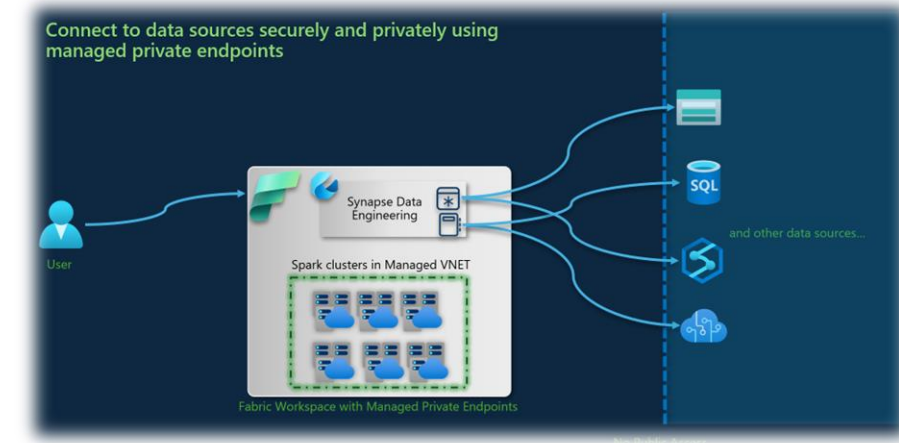 Connect to data sources securely and privately using
managed private endpoints
Synapse Data
Engineering
SQL
and other data sources...
User
Spark clusters in Managed VNET
Fabric Workspace with Managed Private Endpoints